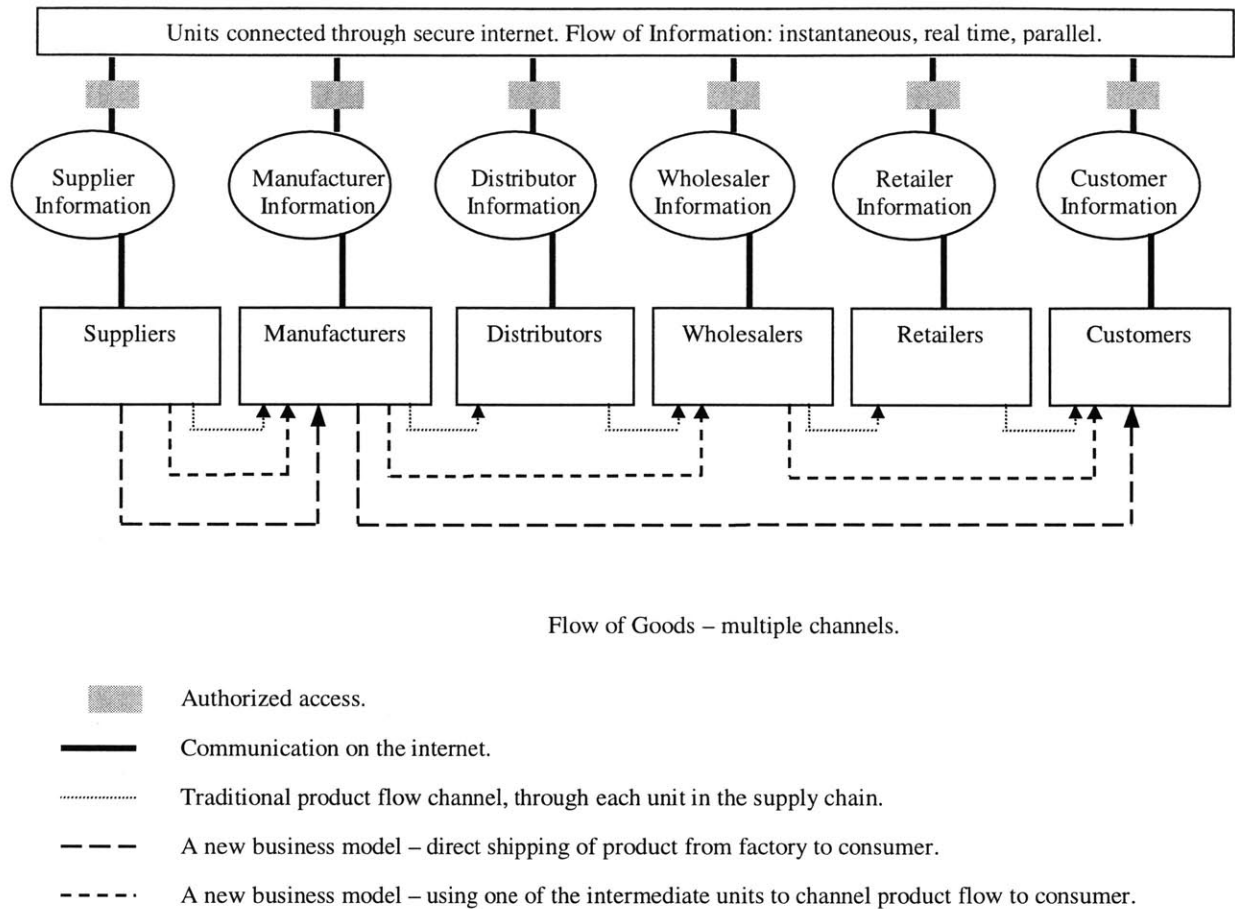 Units connected through secure internet. Flow of Information: instantaneous, real time, parallel.
Supplier
Information
Manufacturer
Information
Distributor
Information
Wholesaler
Information
Retailer
Information
Customer
Information
Suppliers
Manufacturers
Distributors
Wholesalers
Retailers
Customers
Flow of Goods – multiple channels.
Authorized access.
Communication on the internet.
Traditional product flow channel, through each unit in the supply chain.
A new business model – direct shipping of product from factory to consumer.
A new business model – using one of the intermediate units to channel product flow to consumer.